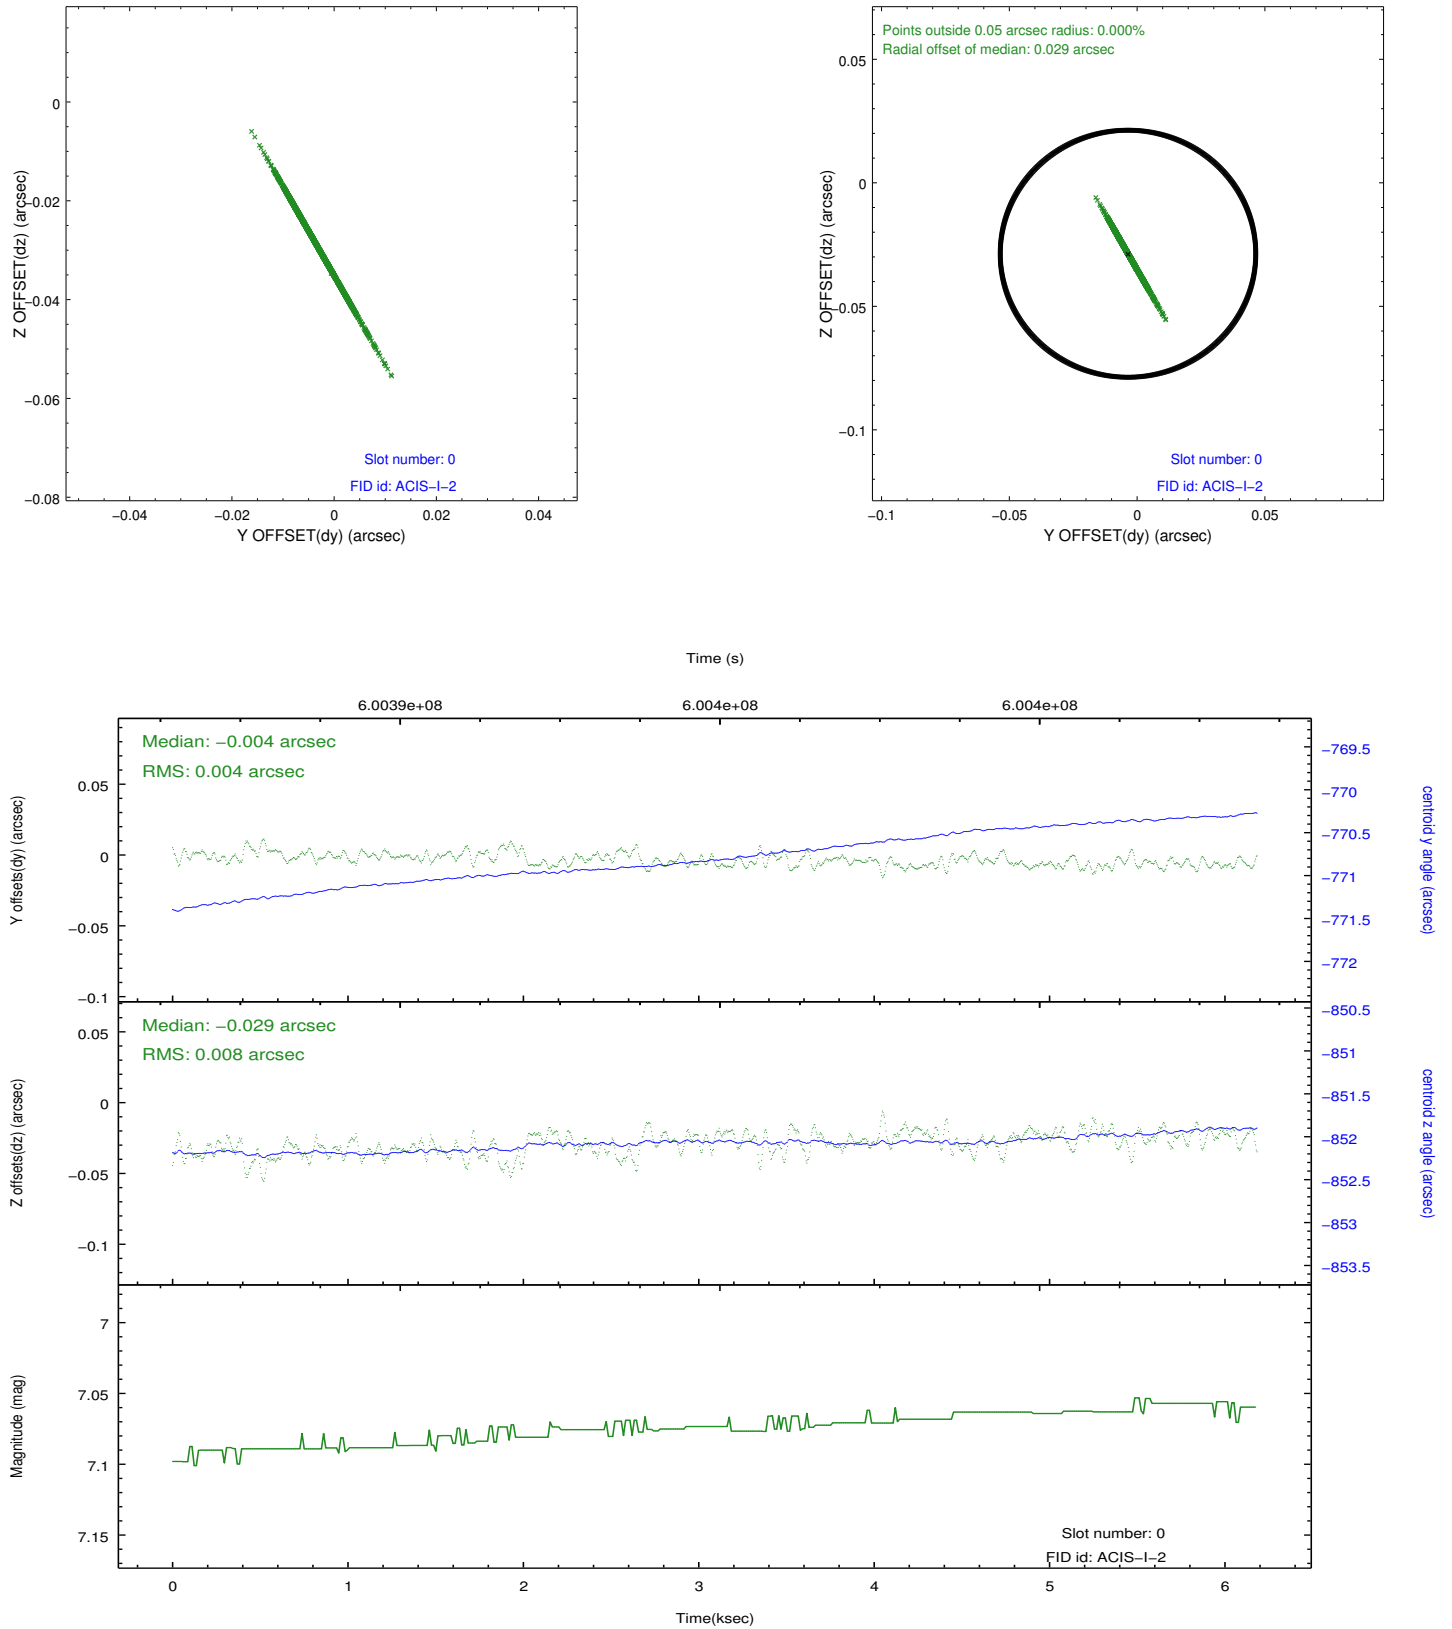 0
−0.02
−0.04
−0.06
−0.08
Z OFFSET(dz) (arcsec)
Slot number: 0
FID id: ACIS−I−2
−0.04
−0.02
0
0.02
0.04
Y OFFSET(dy) (arcsec)
Points outside 0.05 arcsec radius: 0.000%
Radial offset of median: 0.029 arcsec
0.05
0
−0.05
−0.1
Z OFFSET(dz) (arcsec)
Slot number: 0
FID id: ACIS−I−2
−0.1
−0.05
0
0.05
Y OFFSET(dy) (arcsec)
Time (s)
6.0039e+08
6.004e+08
6.004e+08
Median: −0.004 arcsec
RMS: 0.004 arcsec
0.05
0
−0.05
−0.1
Y offsets(dy) (arcsec)
−769.5
−770
−770.5
−771
−771.5
−772
centroid y angle (arcsec)
Median: −0.029 arcsec
RMS: 0.008 arcsec
0.05
0
−0.05
−0.1
Z offsets(dz) (arcsec)
−850.5
−851
−851.5
−852
−852.5
−853
−853.5
centroid z angle (arcsec)
7
7.05
7.1
7.15
Magnitude (mag)
Slot number: 0
FID id: ACIS−I−2
0
1
2
3
4
5
6
Time(ksec)